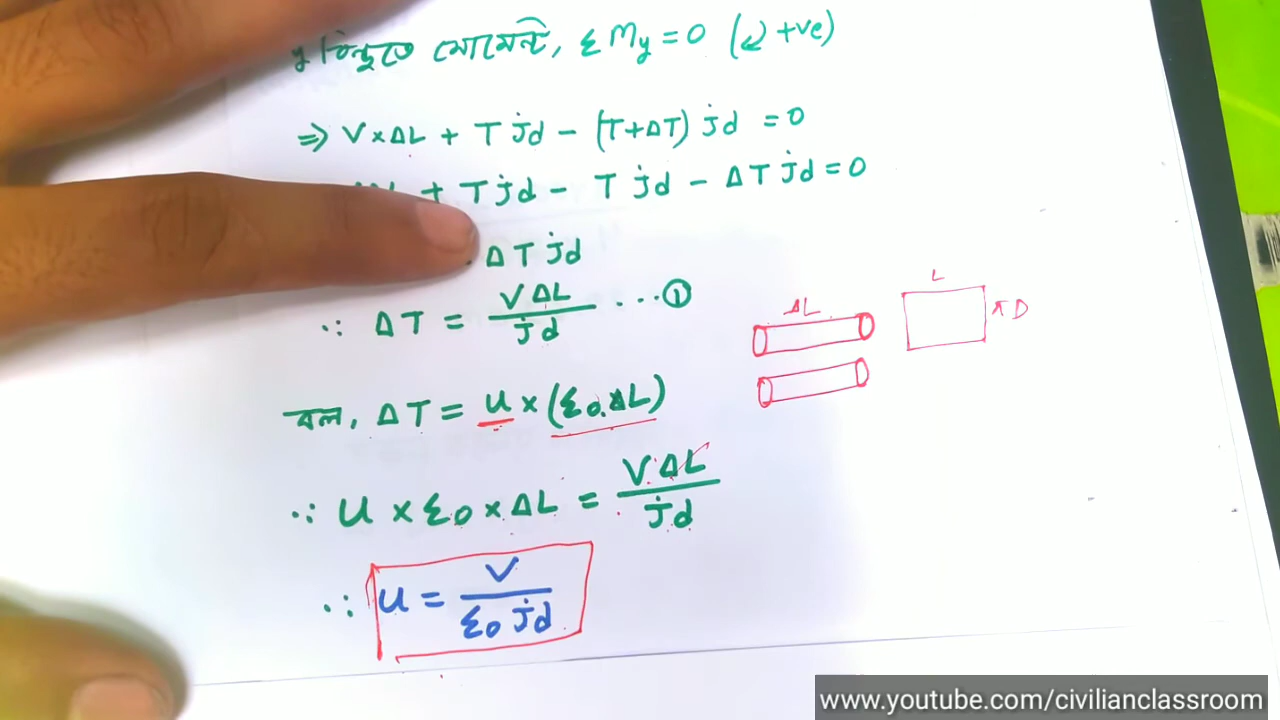 y বিন্দুতে মোমেন্ট, ΣMy = 0 (↻ +ve)
⇒ V×ΔL + T jd − (T+ΔT) jd = 0
+ T jd − T jd − ΔT jd = 0
ΔT jd
∴ ΔT = VΔL / jd ...①
বল, ΔT = u × (Σo.ΔL)
∴ u × Σo × ΔL = VΔL / jd
∴ u = V / Σo jd
ΔL
L
πD
www.youtube.com/civilianclassroom